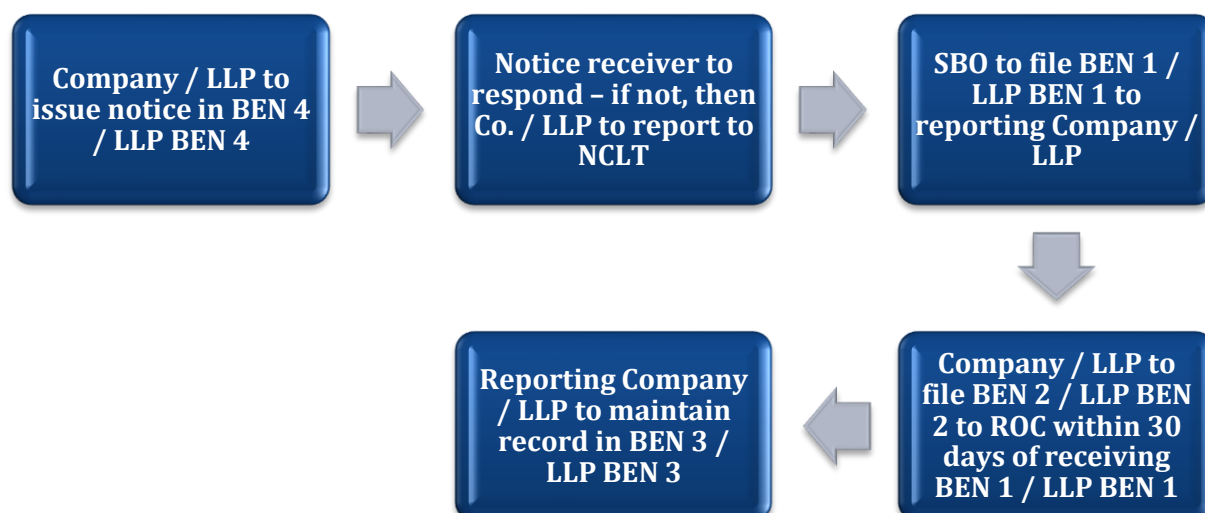 Company / LLP to
issue notice in BEN 4
/ LLP BEN 4
Notice receiver to
respond – if not, then
Co. / LLP to report to
NCLT
SBO to file BEN 1 /
LLP BEN 1 to
reporting Company /
LLP
Company / LLP to
file BEN 2 / LLP BEN
2 to ROC within 30
days of receiving
BEN 1 / LLP BEN 1
Reporting Company
/ LLP to maintain
record in BEN 3 /
LLP BEN 3